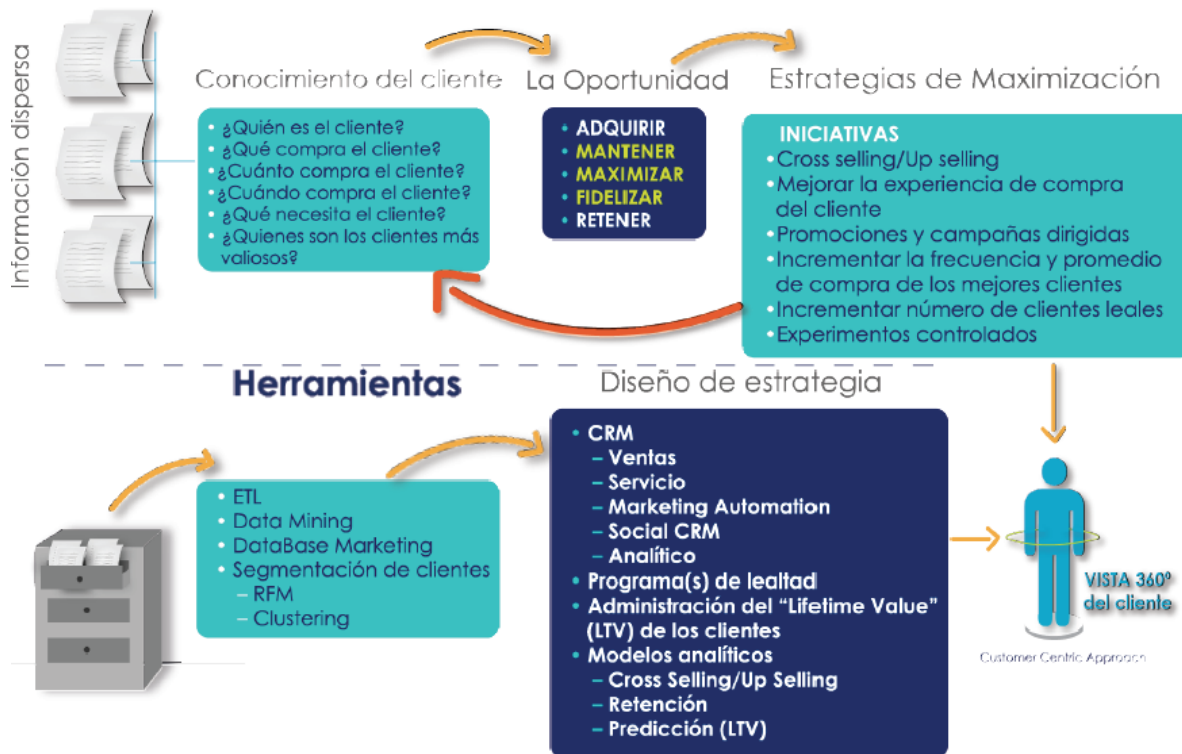 Información dispersa
Conocimiento del cliente
• ¿Quién es el cliente?
• ¿Qué compra el cliente?
• ¿Cuánto compra el cliente?
• ¿Cuándo compra el cliente?
• ¿Qué necesita el cliente?
• ¿Quienes son los clientes más
valiosos?
La Oportunidad
• ADQUIRIR
• MANTENER
• MAXIMIZAR
• FIDELIZAR
• RETENER
Estrategias de Maximización
INICIATIVAS
• Cross selling/Up selling
• Mejorar la experiencia de compra
del cliente
• Promociones y campañas dirigidas
• Incrementar la frecuencia y promedio
de compra de los mejores clientes
• Incrementar número de clientes leales
• Experimentos controlados
Herramientas
• ETL
• Data Mining
• DataBase Marketing
• Segmentación de clientes
– RFM
– Clustering
Diseño de estrategia
• CRM
– Ventas
– Servicio
– Marketing Automation
– Social CRM
– Analítico
• Programa(s) de lealtad
• Administración del “Lifetime Value”
(LTV) de los clientes
• Modelos analíticos
– Cross Selling/Up Selling
– Retención
– Predicción (LTV)
VISTA 360º
del cliente
Customer Centric Approach